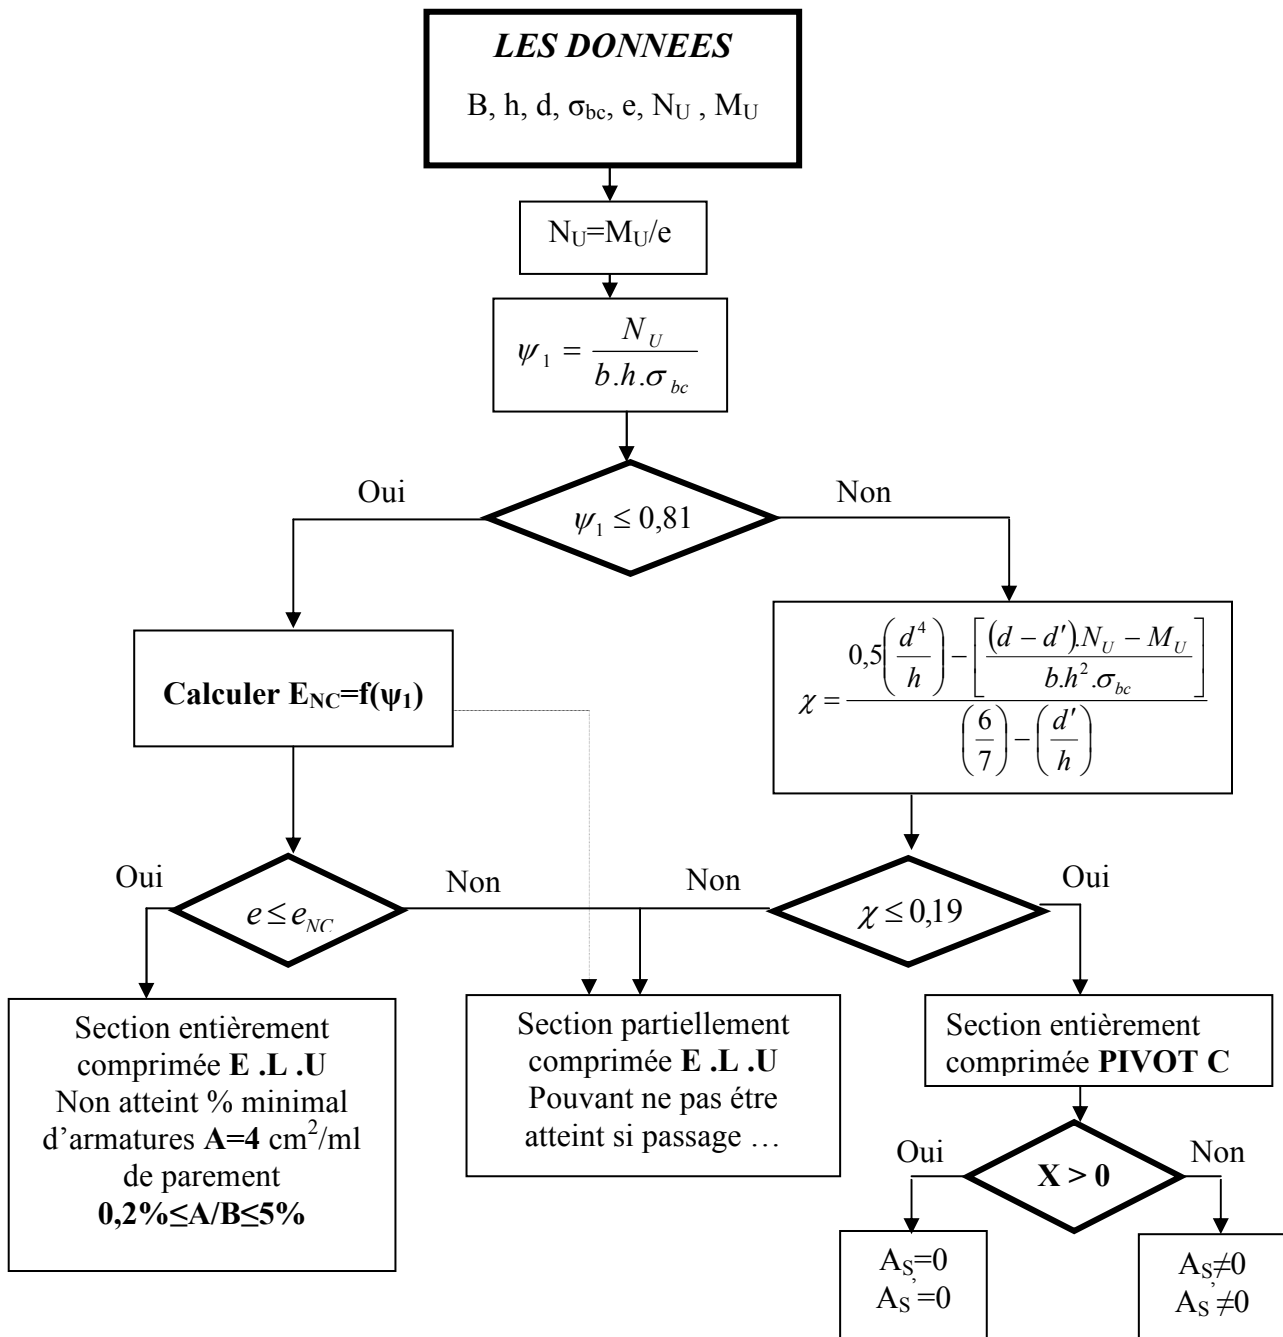 LES DONNEES
B, h, d, σbc, e, NU , MU
NU=MU/e
ψ1 = NU / b.h.σbc
Oui
Non
ψ1 ≤ 0,81
Calculer ENC=f(ψ1)
χ = (0,5(d^4/h) − [((d − d′).NU − MU) / (b.h^2.σbc)]) / ((6/7) − (d′/h))
Oui
Non
Non
Oui
e ≤ eNC
χ ≤ 0,19
Section entièrement
comprimée E .L .U
Non atteint % minimal
d'armatures A=4 cm²/ml
de parement
0,2%≤A/B≤5%
Section partiellement
comprimée E .L .U
Pouvant ne pas étre
atteint si passage …
Section entièrement
comprimée PIVOT C
Oui
Non
X > 0
AS=0
AS'=0
AS≠0
AS'≠0